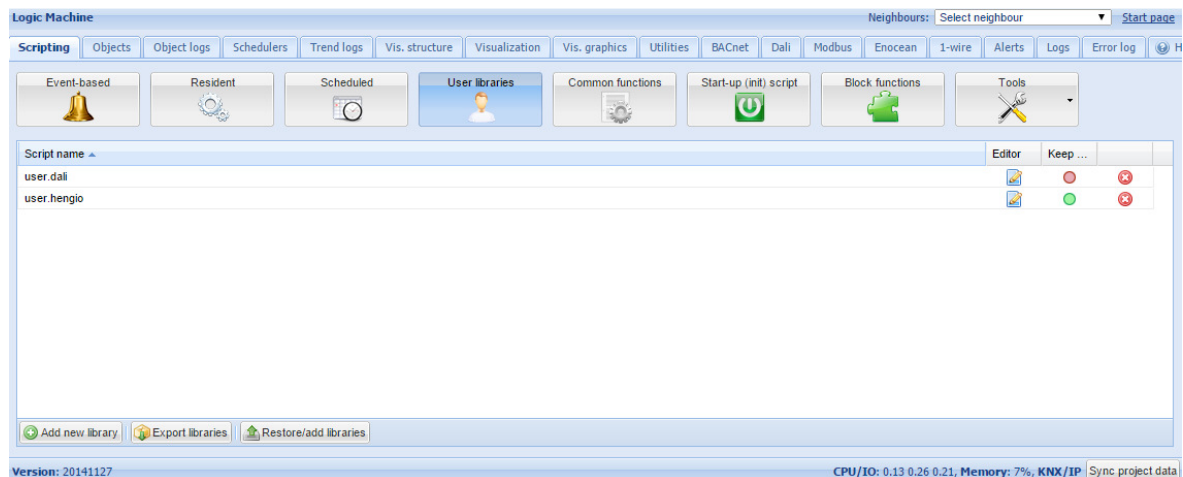 Logic Machine Neighbours: Select neighbour Start page
Scripting Objects Object logs Schedulers Trend logs Vis. structure Visualization Vis. graphics Utilities BACnet Dali Modbus Enocean 1-wire Alerts Logs Error log H
Event-based Resident Scheduled User libraries Common functions Start-up (init) script Block functions Tools
Script name Editor Keep ...
user.dali
user.hengio
Add new library Export libraries Restore/add libraries
Version: 20141127 CPU/IO: 0.13 0.26 0.21, Memory: 7%, KNX/IP Sync project data